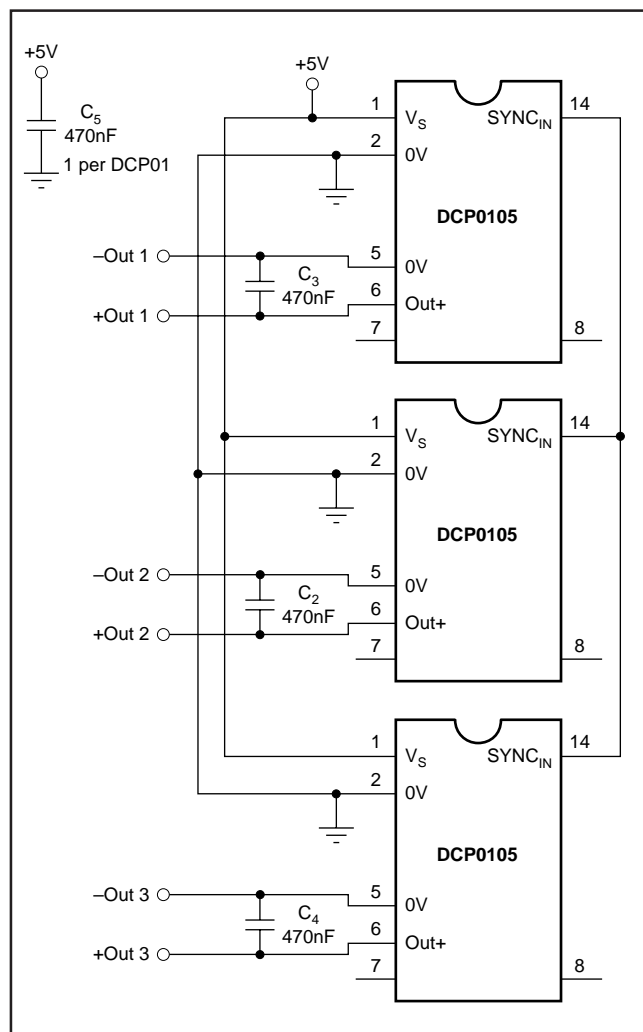 +5V
C5
470nF
1 per DCP01
+5V
1
VS
SYNCIN
14
2
0V
DCP0105
–Out 1
5
0V
C3
470nF
6
Out+
+Out 1
7
8
1
VS
SYNCIN
14
2
0V
DCP0105
–Out 2
5
0V
C2
470nF
6
Out+
+Out 2
7
8
1
VS
SYNCIN
14
2
0V
DCP0105
–Out 3
5
0V
C4
470nF
6
Out+
+Out 3
7
8